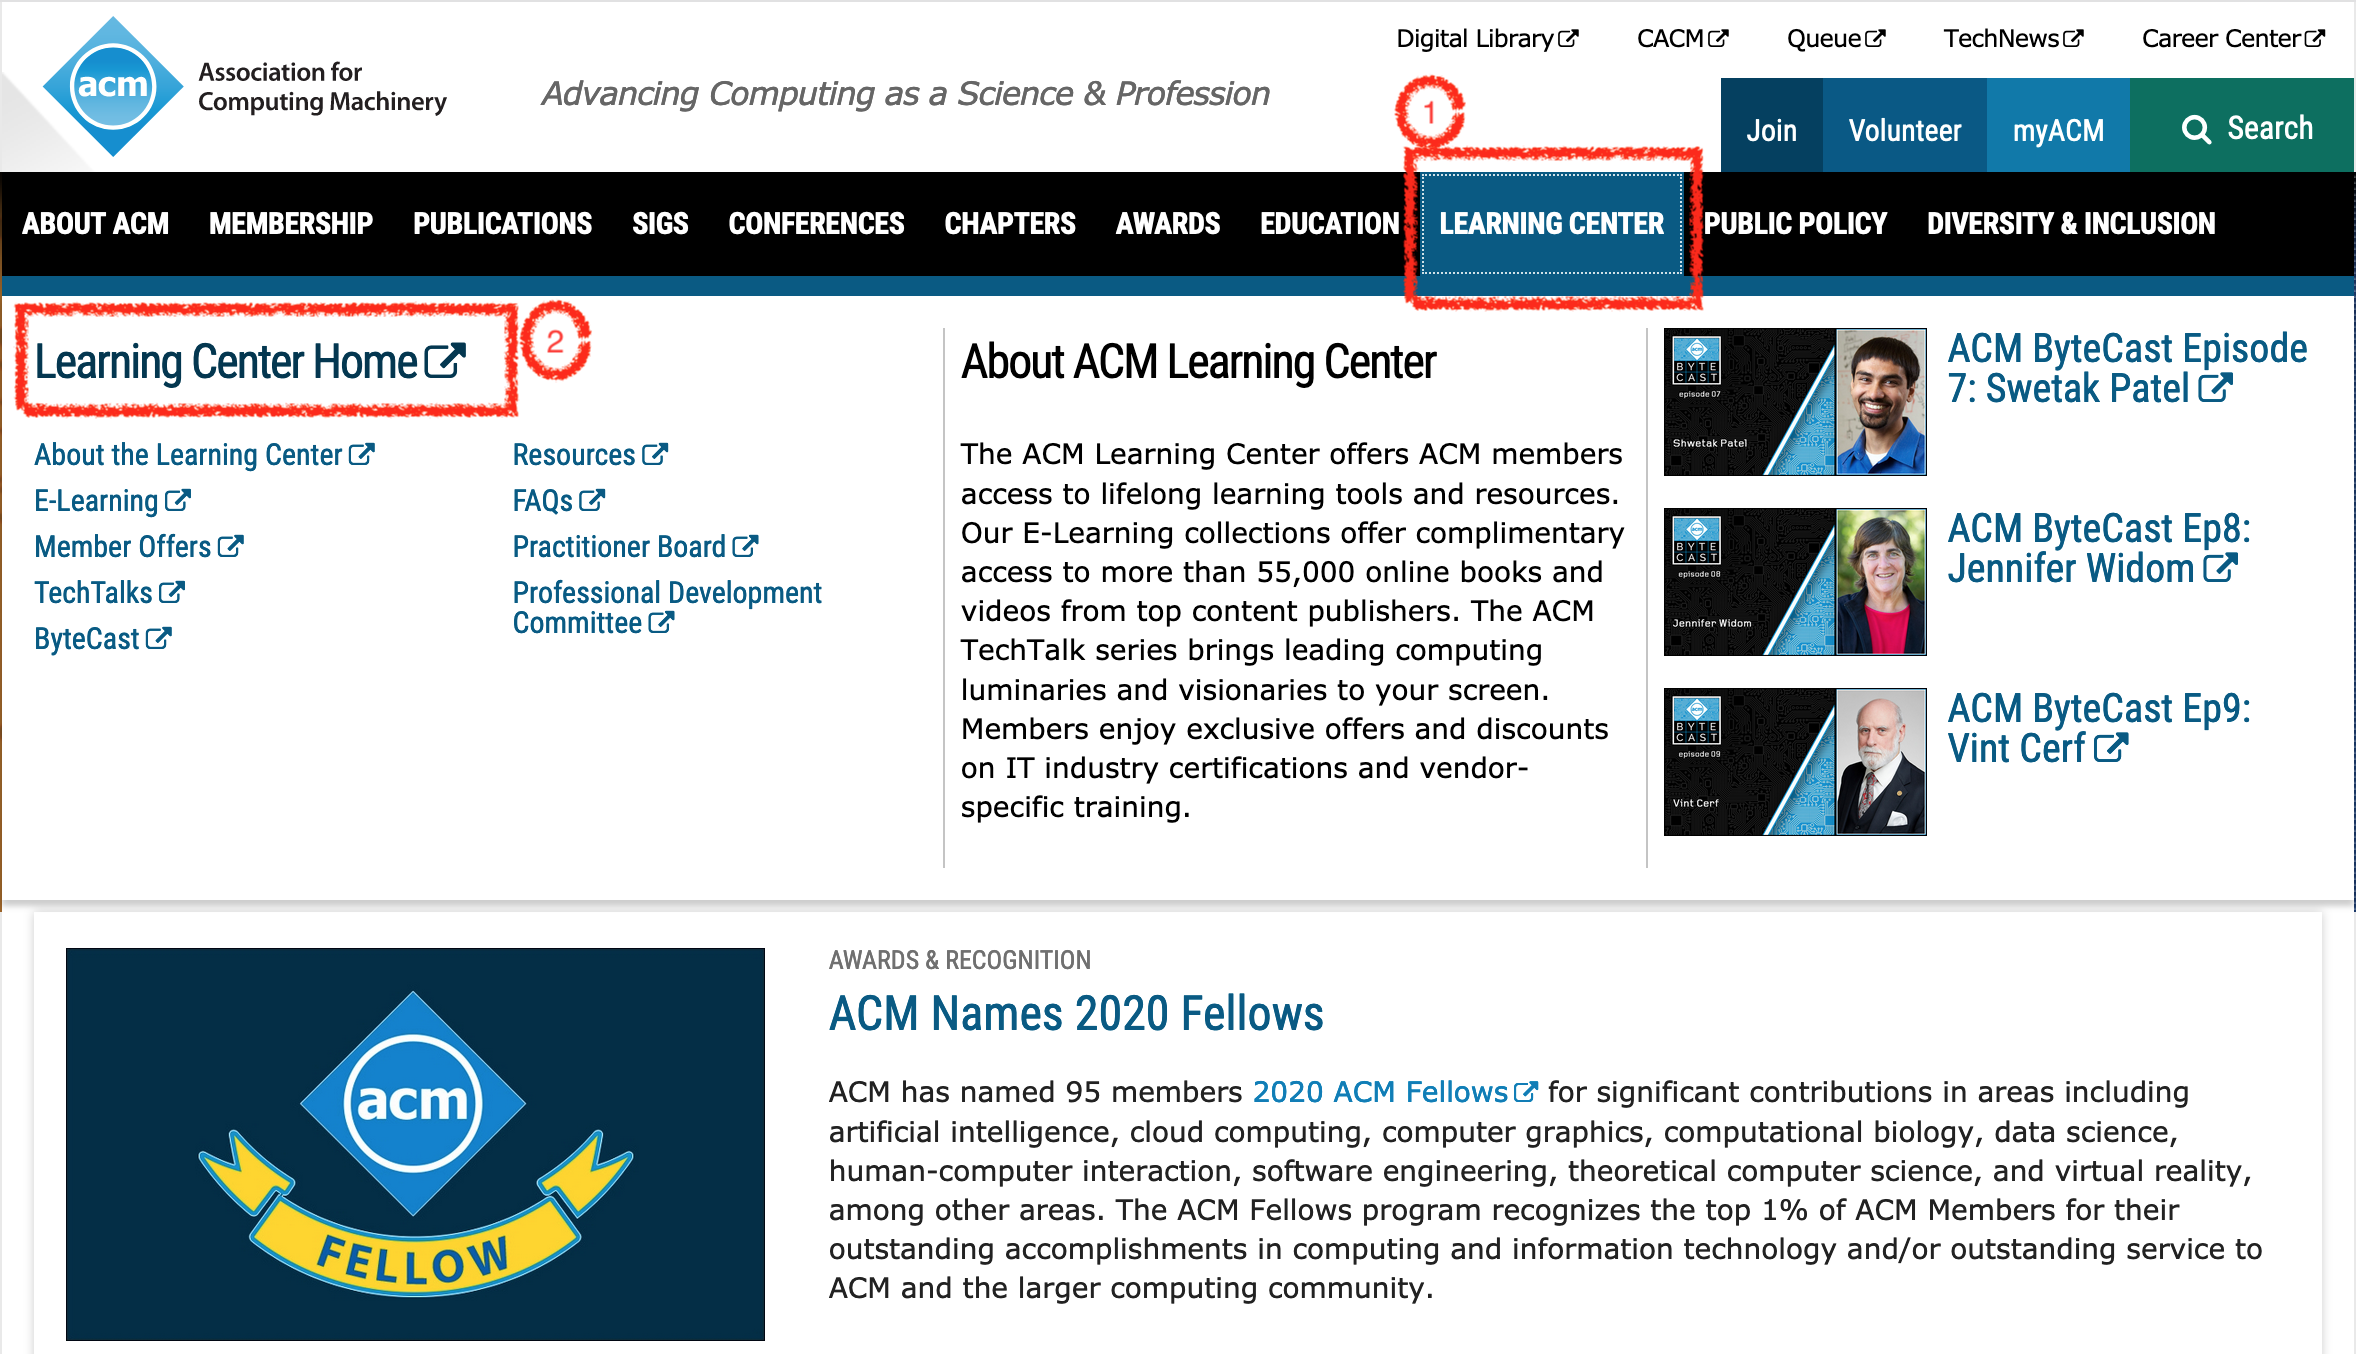 Digital Library
CACM
Queue
TechNews
Career Center
acm
Association for
Computing Machinery
Advancing Computing as a Science & Profession
1
Join
Volunteer
myACM
Search
ABOUT ACM
MEMBERSHIP
PUBLICATIONS
SIGS
CONFERENCES
CHAPTERS
AWARDS
EDUCATION
LEARNING CENTER
PUBLIC POLICY
DIVERSITY & INCLUSION
Learning Center Home
2
About the Learning Center
E-Learning
Member Offers
TechTalks
ByteCast
Resources
FAQs
Practitioner Board
Professional Development
Committee
About ACM Learning Center
The ACM Learning Center offers ACM members
access to lifelong learning tools and resources.
Our E-Learning collections offer complimentary
access to more than 55,000 online books and
videos from top content publishers. The ACM
TechTalk series brings leading computing
luminaries and visionaries to your screen.
Members enjoy exclusive offers and discounts
on IT industry certifications and vendor-
specific training.
BYTE
CAST
episode 07
Shwetak Patel
ACM ByteCast Episode
7: Swetak Patel
BYTE
CAST
episode 08
Jennifer Widom
ACM ByteCast Ep8:
Jennifer Widom
BYTE
CAST
episode 09
Vint Cerf
ACM ByteCast Ep9:
Vint Cerf
acm
FELLOW
AWARDS & RECOGNITION
ACM Names 2020 Fellows
ACM has named 95 members 2020 ACM Fellows for significant contributions in areas including
artificial intelligence, cloud computing, computer graphics, computational biology, data science,
human-computer interaction, software engineering, theoretical computer science, and virtual reality,
among other areas. The ACM Fellows program recognizes the top 1% of ACM Members for their
outstanding accomplishments in computing and information technology and/or outstanding service to
ACM and the larger computing community.